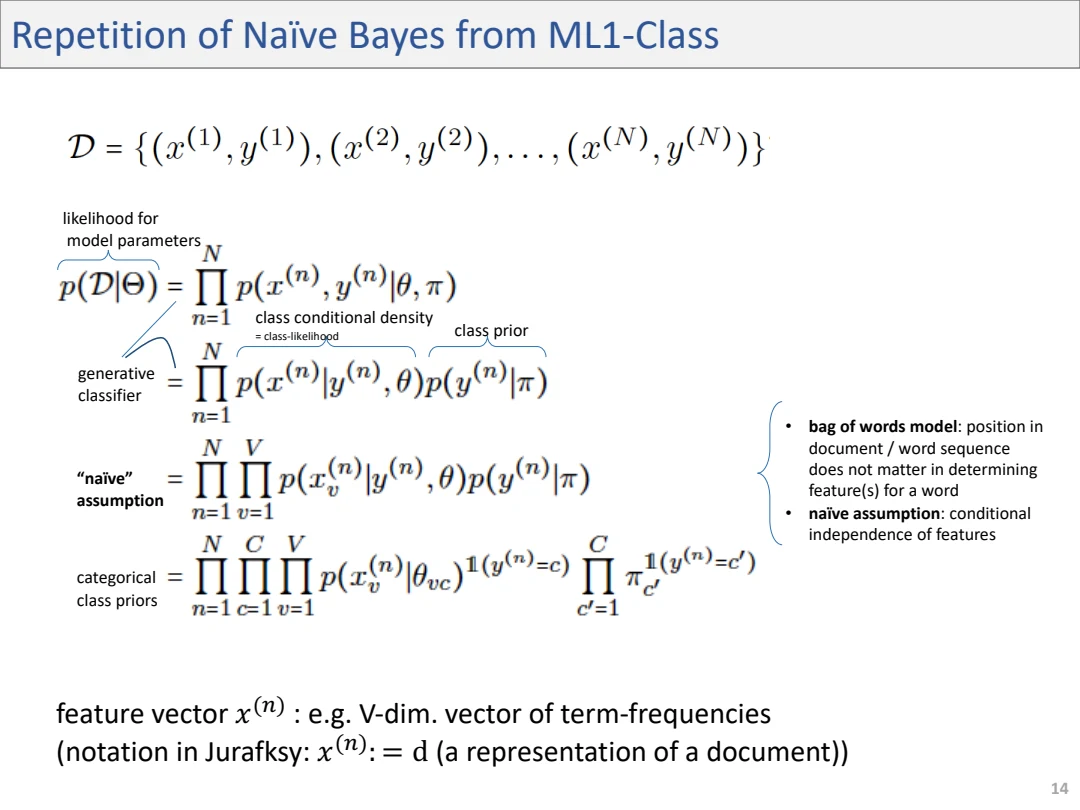 Repetition of Naïve Bayes from ML1-Class
𝒟 = {(x^(1), y^(1)), (x^(2), y^(2)), . . . , (x^(N), y^(N))}
likelihood for
model parameters
p(𝒟|Θ) = ∏_{n=1}^{N} p(x^(n), y^(n)|θ, π)
class conditional density
= class-likelihood
class prior
generative
classifier
= ∏_{n=1}^{N} p(x^(n)|y^(n), θ)p(y^(n)|π)
“naïve”
assumption
= ∏_{n=1}^{N} ∏_{v=1}^{V} p(x_v^(n)|y^(n), θ)p(y^(n)|π)
categorical
class priors
= ∏_{n=1}^{N} ∏_{c=1}^{C} ∏_{v=1}^{V} p(x_v^(n)|θ_{vc})^{𝟙(y^(n)=c)} ∏_{c'=1}^{C} π_{c'}^{𝟙(y^(n)=c')}
• bag of words model: position in
document / word sequence
does not matter in determining
feature(s) for a word
• naïve assumption: conditional
independence of features
feature vector x^(n) : e.g. V-dim. vector of term-frequencies
(notation in Jurafksy: x^(n): = d (a representation of a document))
14